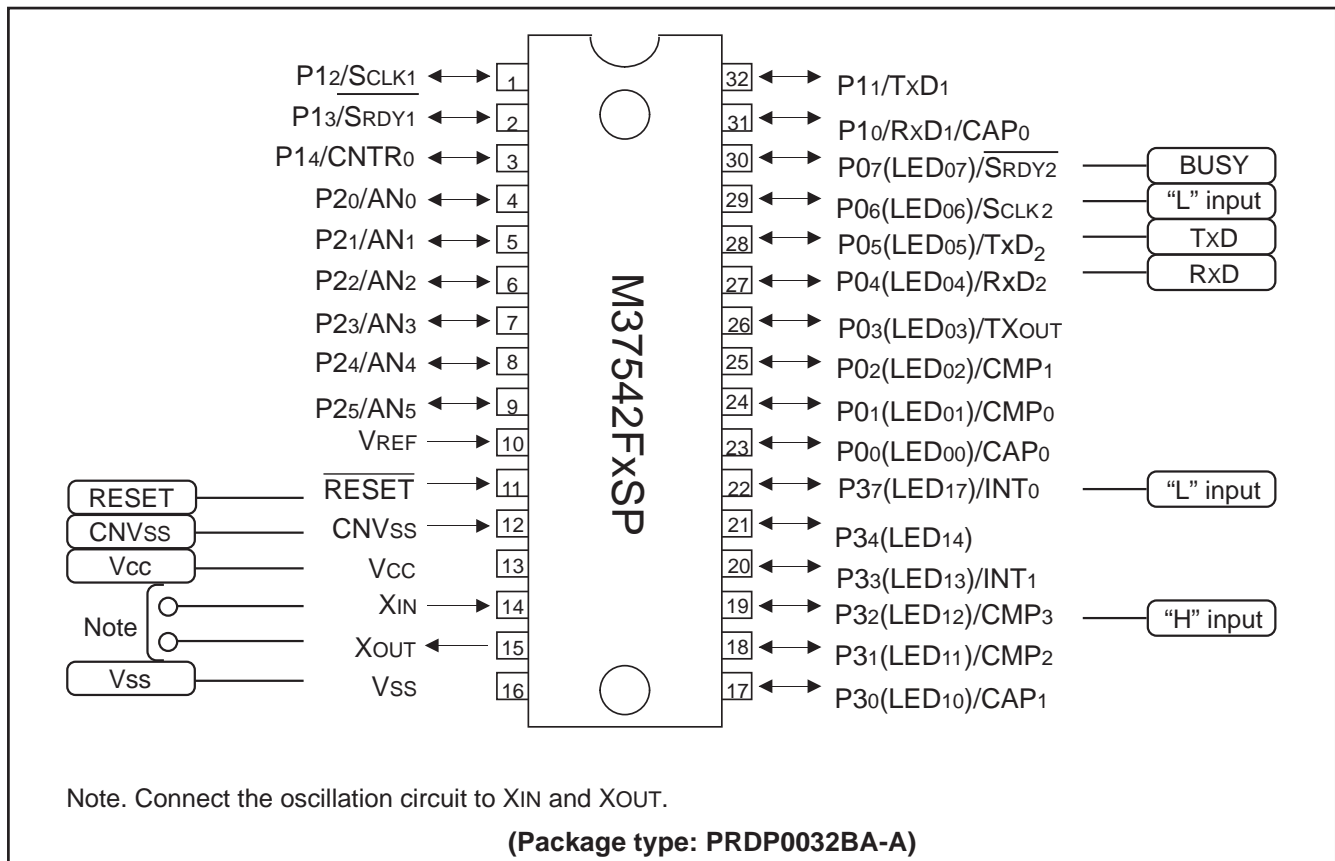 P12/SCLK1 1 32 P11/TXD1
P13/SRDY1 2 31 P10/RXD1/CAP0
P14/CNTR0 3 30 P07(LED07)/SRDY2 BUSY
P20/AN0 4 29 P06(LED06)/SCLK2 “L” input
P21/AN1 5 28 P05(LED05)/TxD2 TXD
P22/AN2 6 27 P04(LED04)/RxD2 RXD
P23/AN3 7 26 P03(LED03)/TXOUT
P24/AN4 8 25 P02(LED02)/CMP1
P25/AN5 9 24 P01(LED01)/CMP0
VREF 10 23 P00(LED00)/CAP0
RESET RESET 11 22 P37(LED17)/INT0 “L” input
CNVSS CNVSS 12 21 P34(LED14)
Vcc VCC 13 20 P33(LED13)/INT1
XIN 14 19 P32(LED12)/CMP3 “H” input
Note
XOUT 15 18 P31(LED11)/CMP2
Vss VSS 16 17 P30(LED10)/CAP1
M37542FxSP
Note. Connect the oscillation circuit to XIN and XOUT.
(Package type: PRDP0032BA-A)